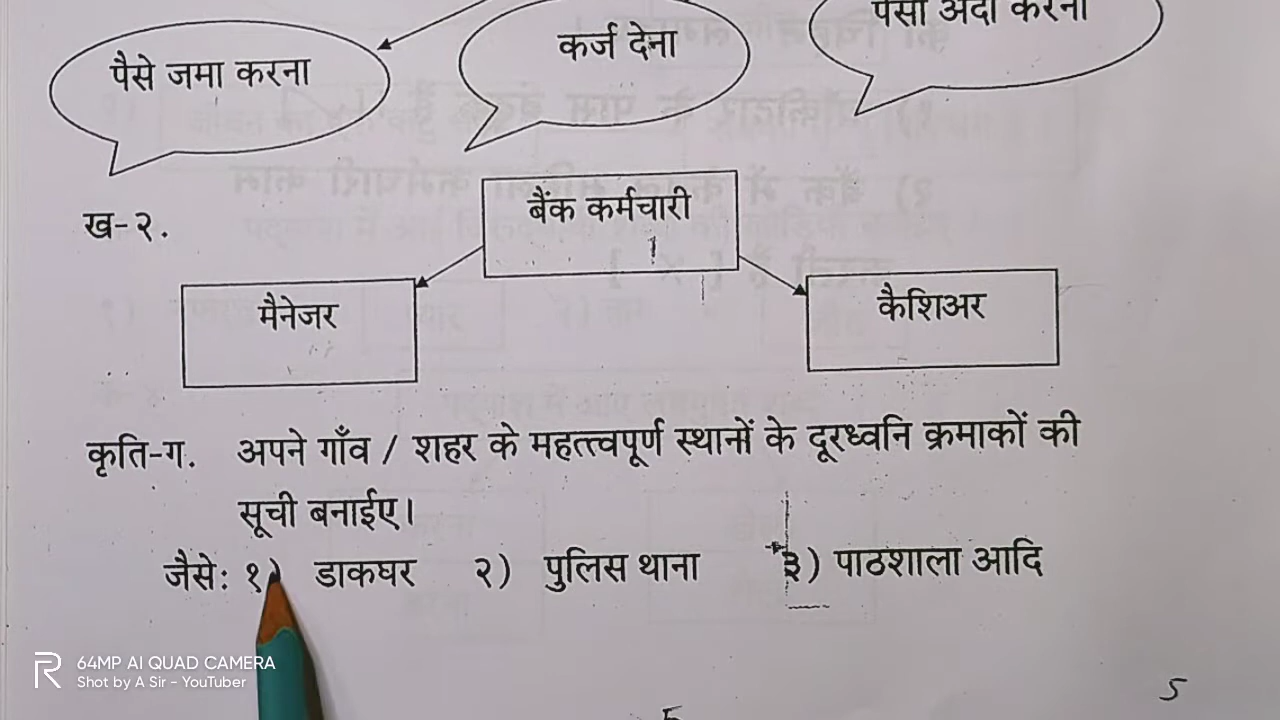 पैसे जमा करना
कर्ज देना
पैसा अदा करना
ख-२.
बैंक कर्मचारी
मैनेजर
कैशिअर
कृति-ग. अपने गाँव / शहर के महत्त्वपूर्ण स्थानों के दूरध्वनि क्रमाकों की
सूची बनाईए।
जैसे: १) डाकघर २) पुलिस थाना ३) पाठशाला आदि
64MP AI QUAD CAMERA
Shot by A Sir - YouTuber
5